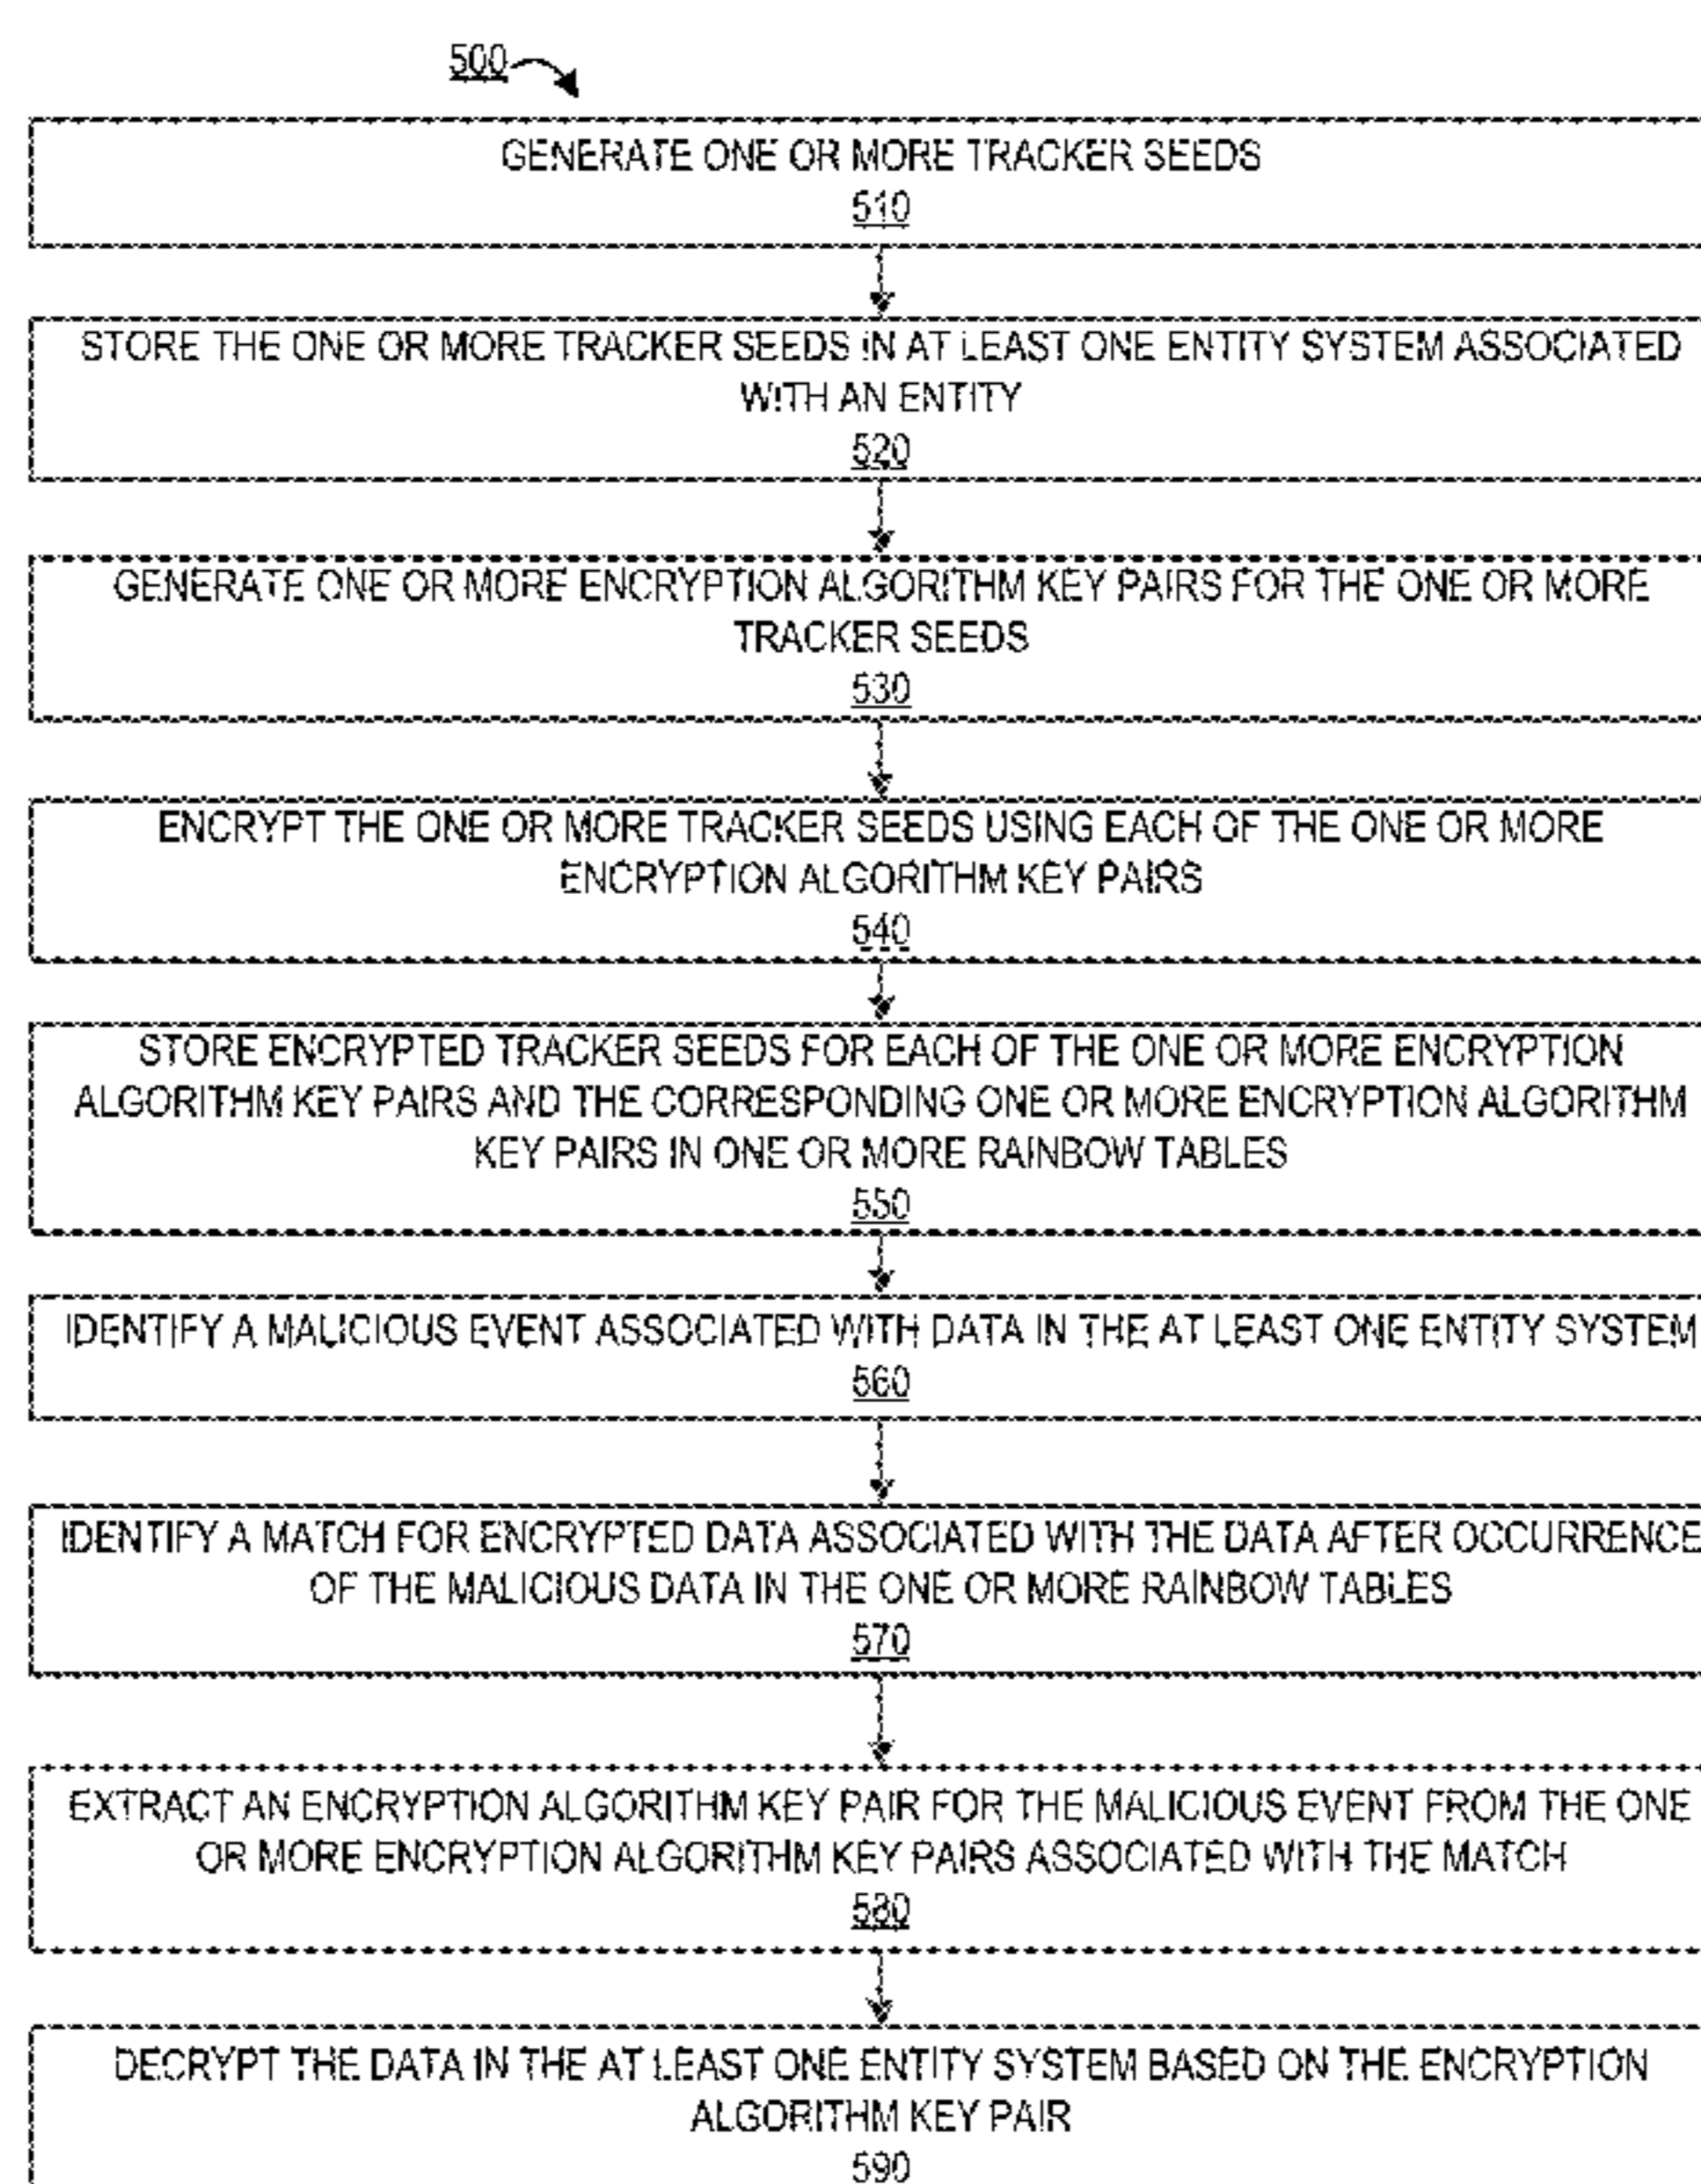 500
GENERATE ONE OR MORE TRACKER SEEDS
510
STORE THE ONE OR MORE TRACKER SEEDS IN AT LEAST ONE ENTITY SYSTEM ASSOCIATED
WITH AN ENTITY
520
GENERATE ONE OR MORE ENCRYPTION ALGORITHM KEY PAIRS FOR THE ONE OR MORE
TRACKER SEEDS
530
ENCRYPT THE ONE OR MORE TRACKER SEEDS USING EACH OF THE ONE OR MORE
ENCRYPTION ALGORITHM KEY PAIRS
540
STORE ENCRYPTED TRACKER SEEDS FOR EACH OF THE ONE OR MORE ENCRYPTION
ALGORITHM KEY PAIRS AND THE CORRESPONDING ONE OR MORE ENCRYPTION ALGORITHM
KEY PAIRS IN ONE OR MORE RAINBOW TABLES
550
IDENTIFY A MALICIOUS EVENT ASSOCIATED WITH DATA IN THE AT LEAST ONE ENTITY SYSTEM
560
IDENTIFY A MATCH FOR ENCRYPTED DATA ASSOCIATED WITH THE DATA AFTER OCCURRENCE
OF THE MALICIOUS DATA IN THE ONE OR MORE RAINBOW TABLES
570
EXTRACT AN ENCRYPTION ALGORITHM KEY PAIR FOR THE MALICIOUS EVENT FROM THE ONE
OR MORE ENCRYPTION ALGORITHM KEY PAIRS ASSOCIATED WITH THE MATCH
580
DECRYPT THE DATA IN THE AT LEAST ONE ENTITY SYSTEM BASED ON THE ENCRYPTION
ALGORITHM KEY PAIR
590